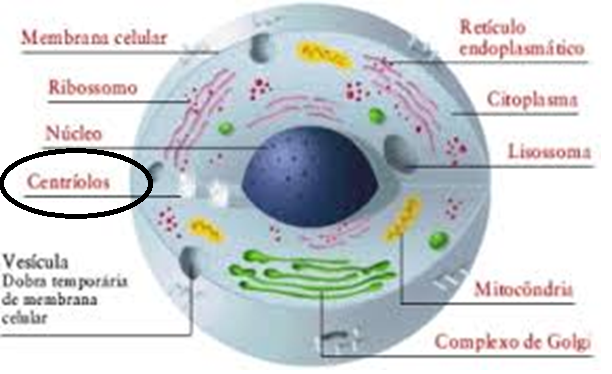 Membrana celular
Ribossomo
Núcleo
Centríolos
Vesícula
Dobra temporária
de membrana
celular
Retículo
endoplasmático
Citoplasma
Lisossoma
Mitocôndria
Complexo de Golgi